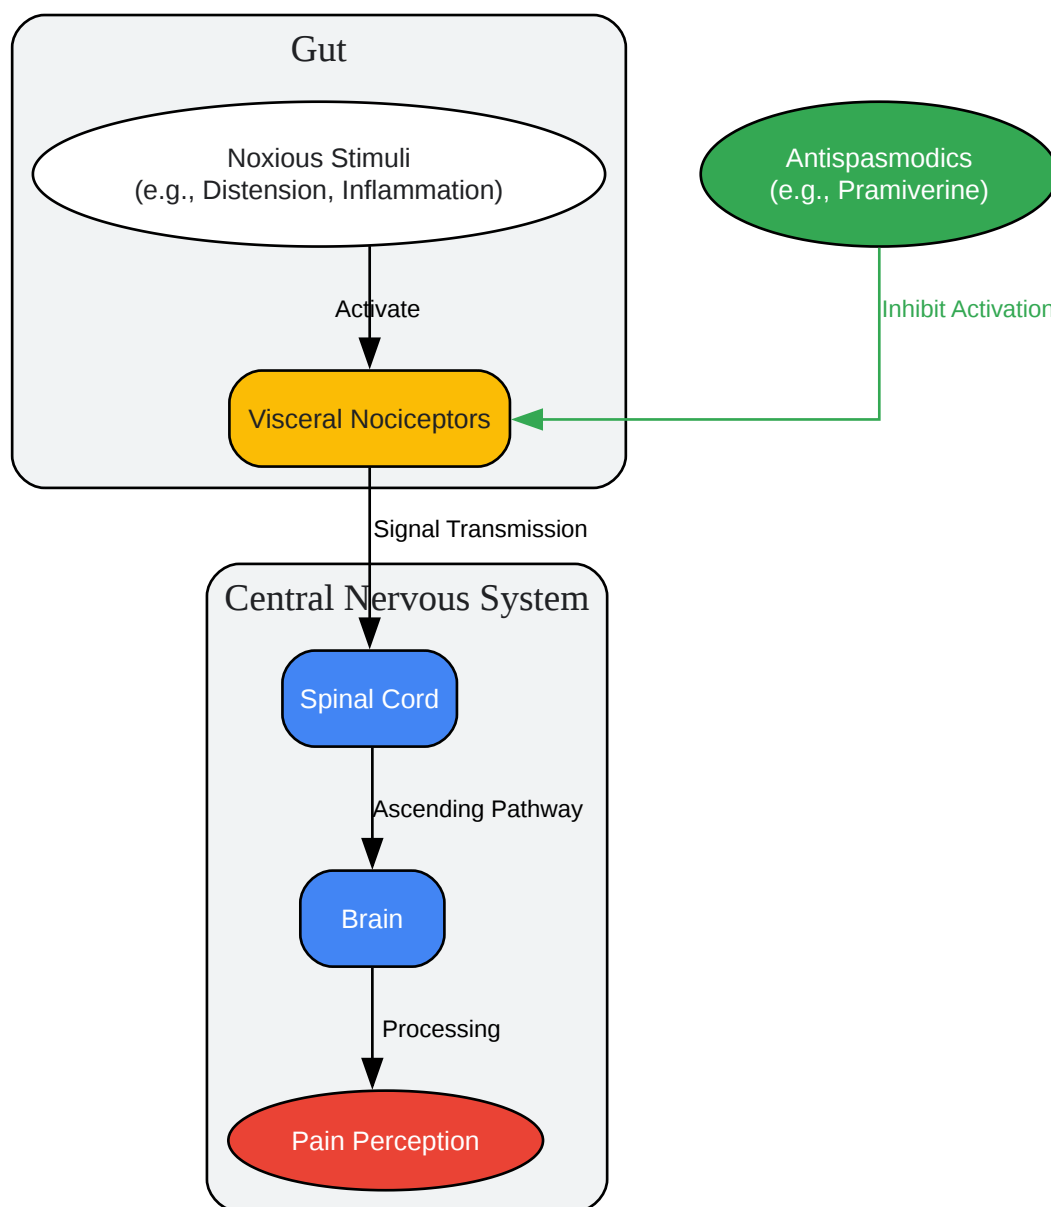 Gut
Noxious Stimuli
(e.g., Distension, Inflammation)
Antispasmodics
(e.g., Pramiverine)
Activate
Inhibit Activation
Visceral Nociceptors
Signal Transmission
Central Nervous System
Spinal Cord
Ascending Pathway
Brain
Processing
Pain Perception